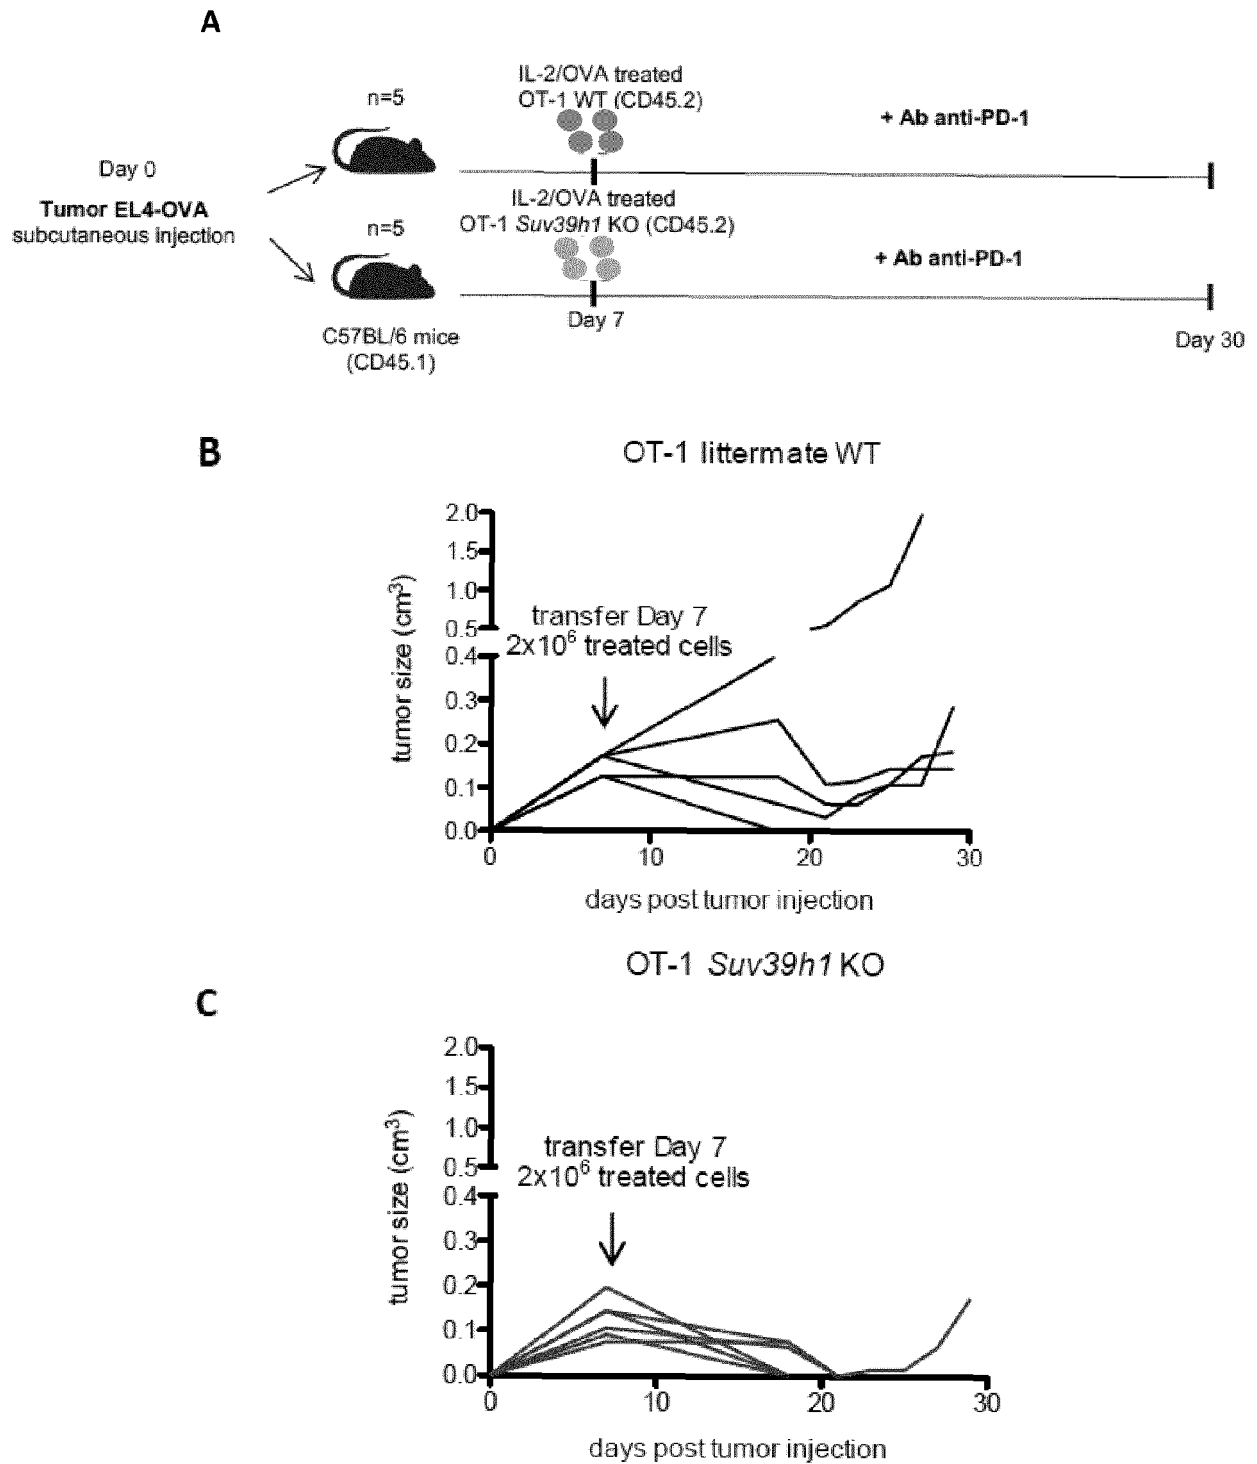 A
IL-2/OVA treated
OT-1 WT (CD45.2)
n=5
+ Ab anti-PD-1
Day 0
Tumor EL4-OVA
subcutaneous injection
IL-2/OVA treated
OT-1 Suv39h1 KO (CD45.2)
n=5
+ Ab anti-PD-1
Day 7
C57BL/6 mice
(CD45.1)
Day 30
B
OT-1 littermate WT
2.0
1.5
1.0
0.5
0.4
0.3
0.2
0.1
0.0
tumor size (cm³)
transfer Day 7
2x10⁶ treated cells
0 10 20 30
days post tumor injection
OT-1 Suv39h1 KO
C
2.0
1.5
1.0
0.5
0.4
0.3
0.2
0.1
0.0
tumor size (cm³)
transfer Day 7
2x10⁶ treated cells
0 10 20 30
days post tumor injection